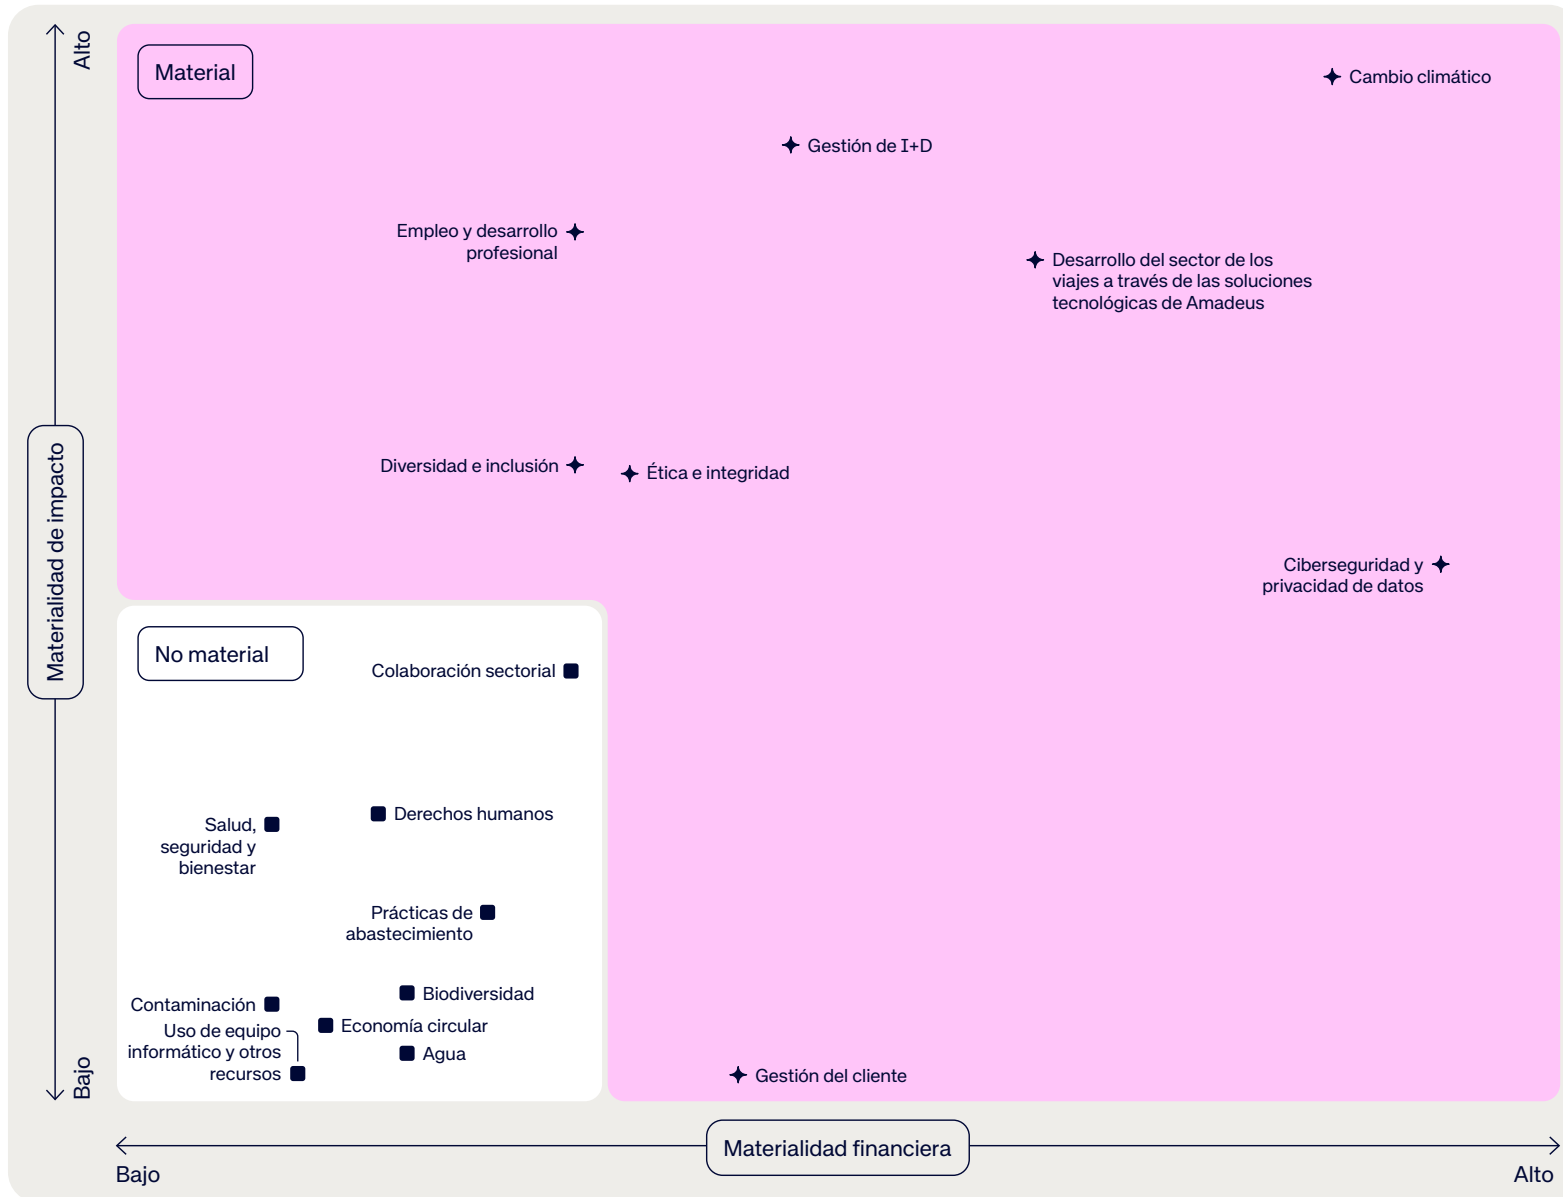 Alto
Material
Cambio climático
Gestión de I+D
Empleo y desarrollo
profesional
Desarrollo del sector de los
viajes a través de las soluciones
tecnológicas de Amadeus
Materialidad de impacto
Diversidad e inclusión
Ética e integridad
Ciberseguridad y
privacidad de datos
No material
Colaboración sectorial
Derechos humanos
Salud,
seguridad y
bienestar
Prácticas de
abastecimiento
Biodiversidad
Contaminación
Economía circular
Uso de equipo
informático y otros
recursos
Agua
Gestión del cliente
Bajo
Materialidad financiera
Bajo
Alto